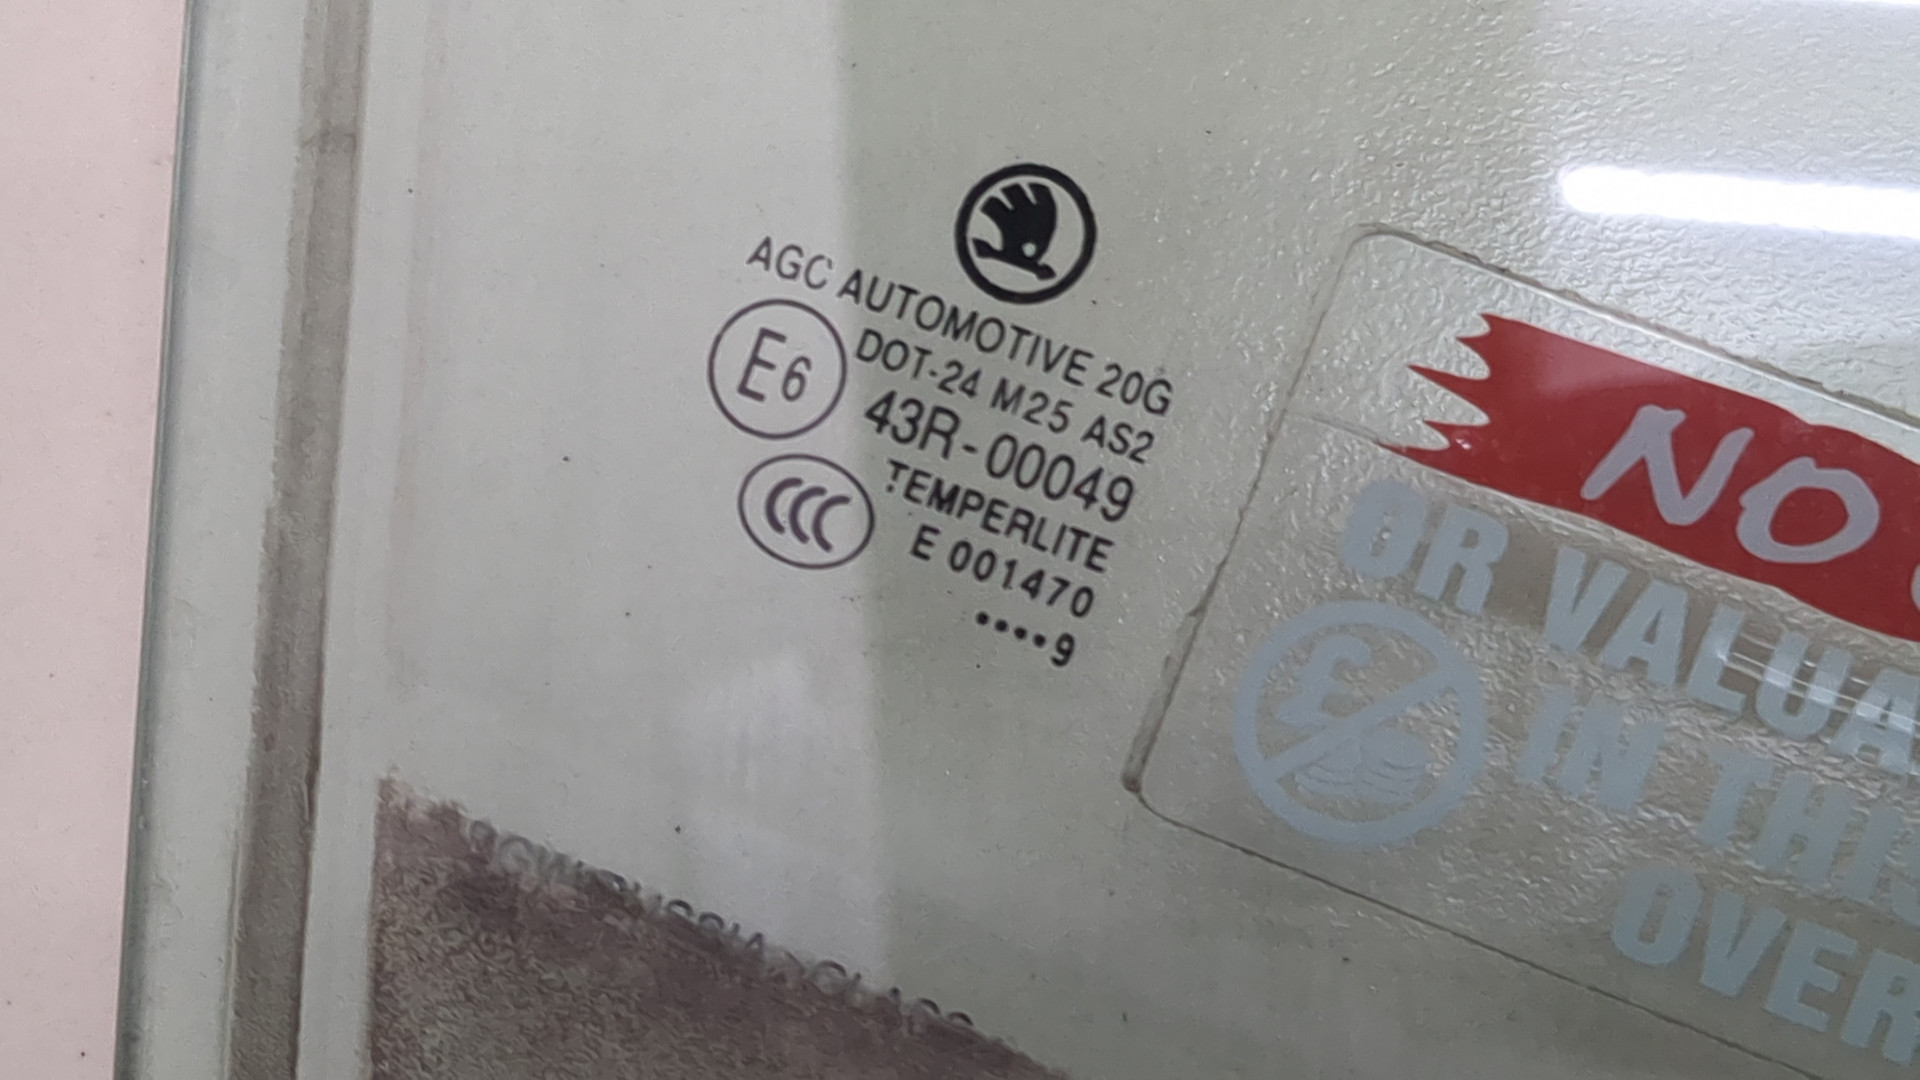 AGC AUTOMOTIVE 20G
E6
DOT-24 M25 AS2
43R-00049
CCC
TEMPERLITE
E 001470
••••9
NO
OR VALUA
£
IN THIS
OVER